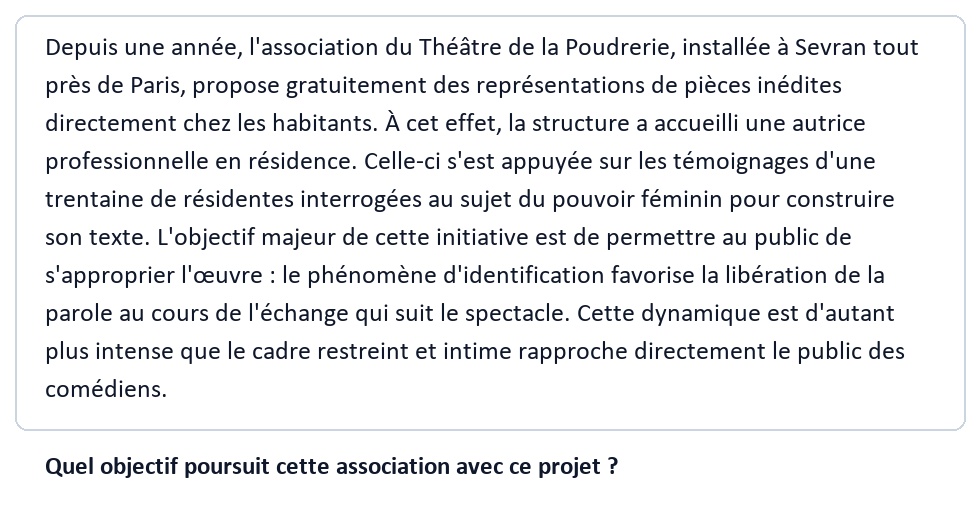 Depuis une année, l'association du Théâtre de la Poudrerie, installée à Sevran tout
près de Paris, propose gratuitement des représentations de pièces inédites
directement chez les habitants. À cet effet, la structure a accueilli une autrice
professionnelle en résidence. Celle-ci s'est appuyée sur les témoignages d'une
trentaine de résidentes interrogées au sujet du pouvoir féminin pour construire
son texte. L'objectif majeur de cette initiative est de permettre au public de
s'approprier l'œuvre : le phénomène d'identification favorise la libération de la
parole au cours de l'échange qui suit le spectacle. Cette dynamique est d'autant
plus intense que le cadre restreint et intime rapproche directement le public des
comédiens.
Quel objectif poursuit cette association avec ce projet ?